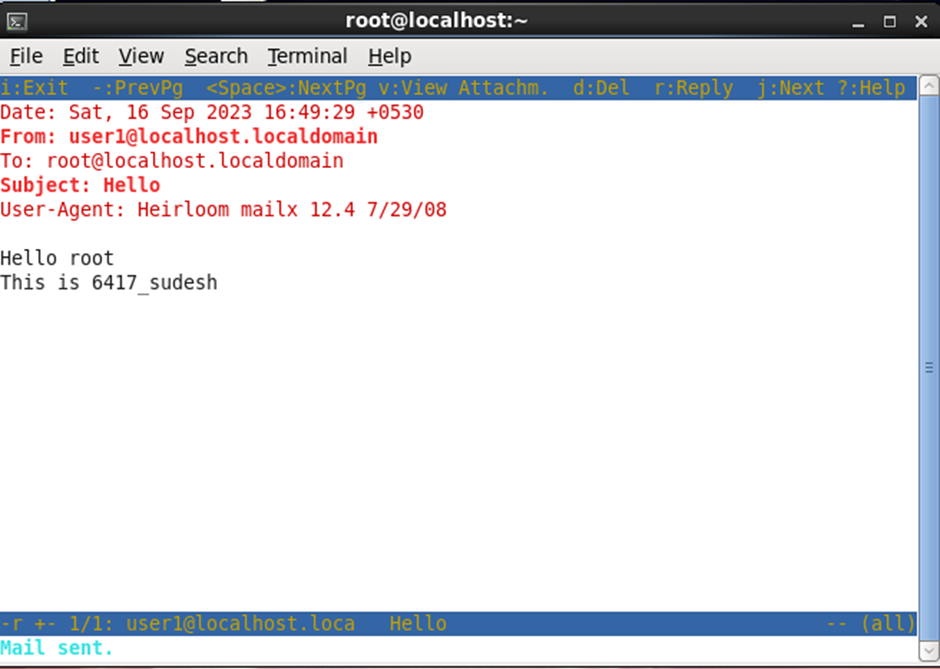 root@localhost:~
File Edit View Search Terminal Help
i:Exit -:PrevPg <Space>:NextPg v:View Attachm. d:Del r:Reply j:Next ?:Help
Date: Sat, 16 Sep 2023 16:49:29 +0530
From: user1@localhost.localdomain
To: root@localhost.localdomain
Subject: Hello
User-Agent: Heirloom mailx 12.4 7/29/08
Hello root
This is 6417_sudesh
-r +- 1/1: user1@localhost.loca Hello -- (all)
Mail sent.